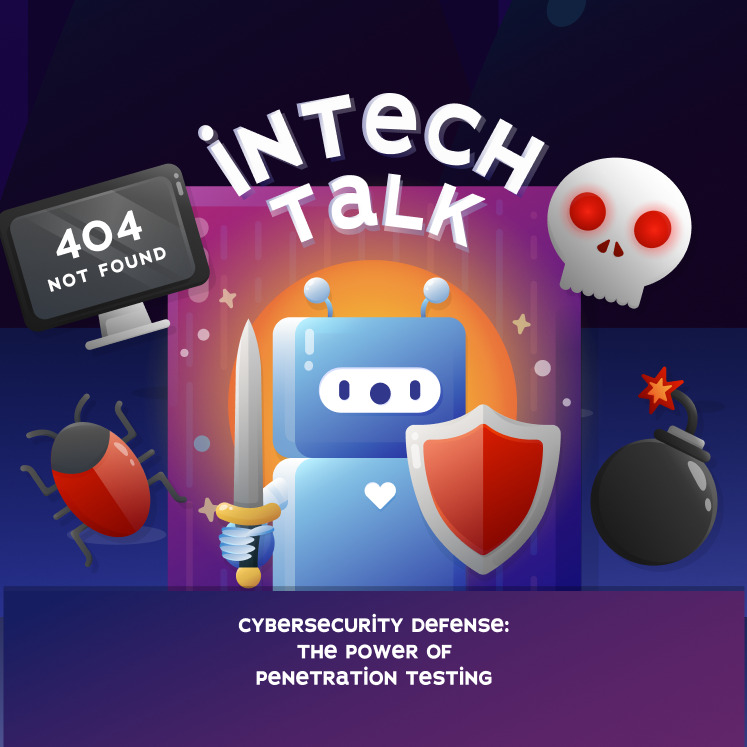 iNTeCH
TaLK
404
NOT FOUND
CYBeRSeCURiTY DeFeNSe:
THe POWeR OF
PeNeTRaTiON TeSTiNG